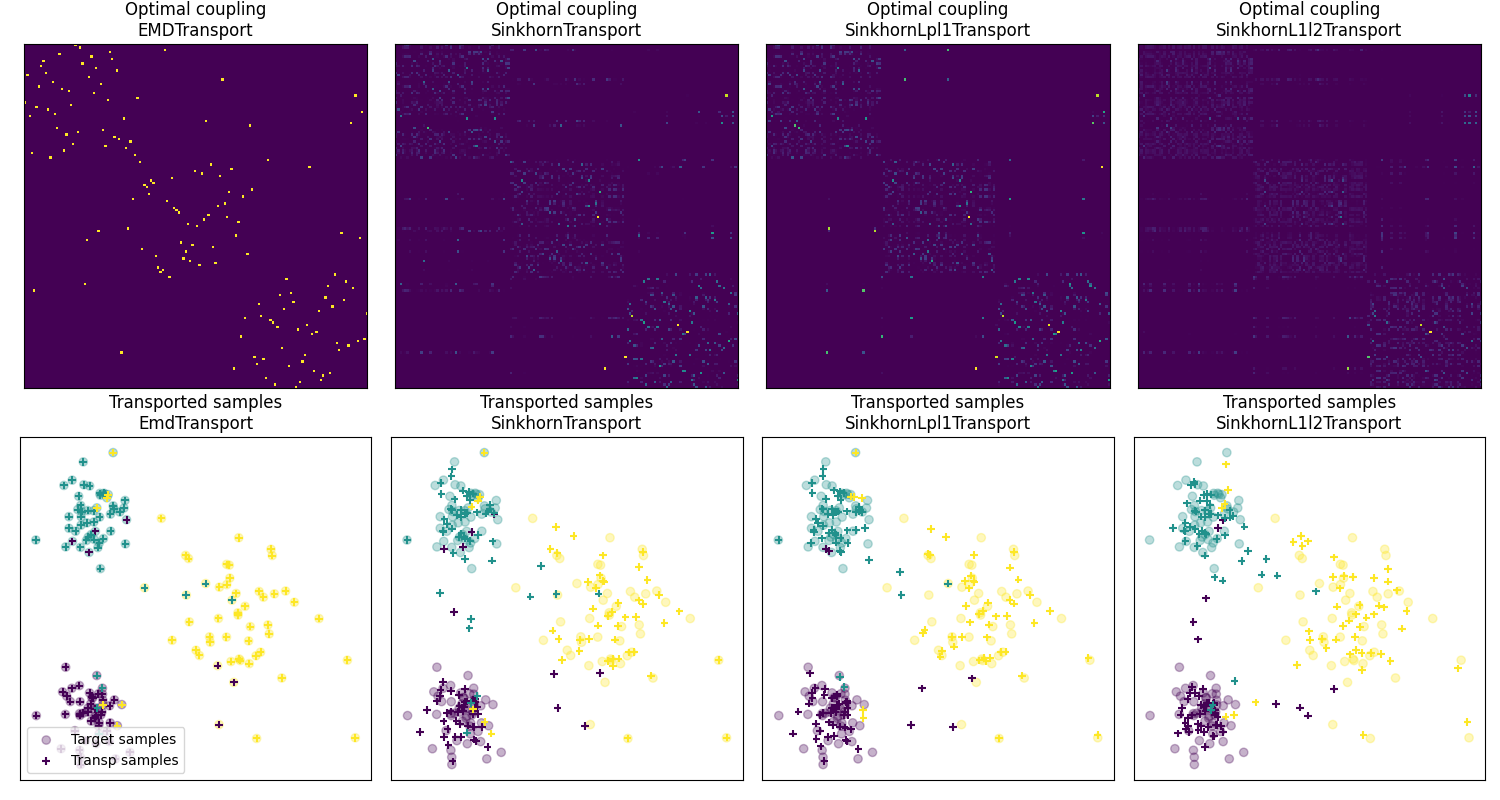 Optimal coupling
EMDTransport
Optimal coupling
SinkhornTransport
Optimal coupling
SinkhornLpl1Transport
Optimal coupling
SinkhornL1l2Transport
Transported samples
EmdTransport
Transported samples
SinkhornTransport
Transported samples
SinkhornLpl1Transport
Transported samples
SinkhornL1l2Transport
Target samples
Transp samples